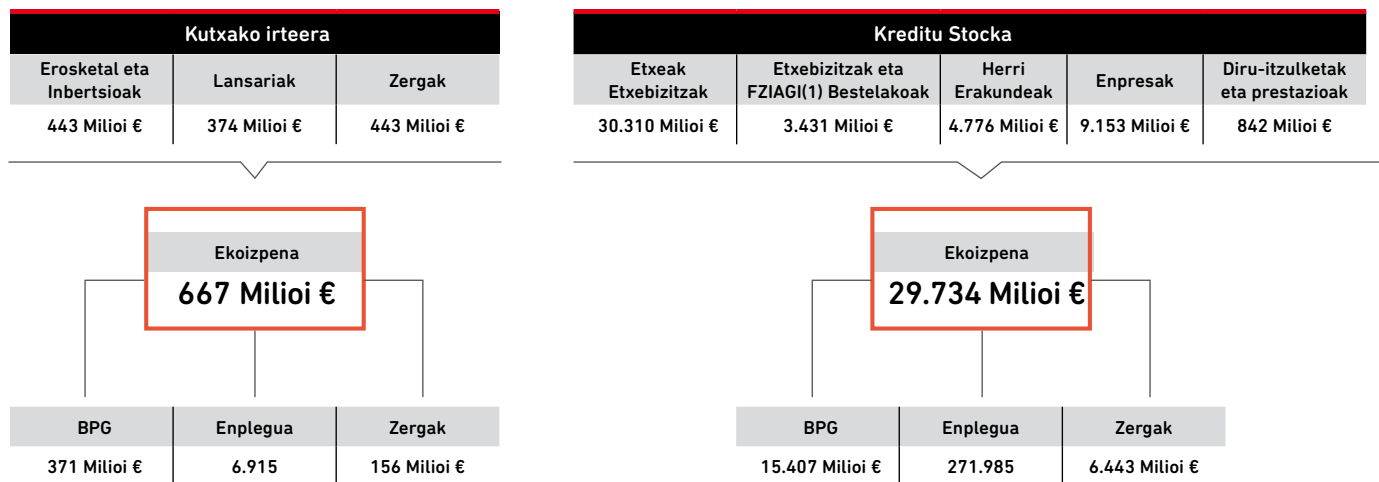 Kutxako irteera
Erosketal eta
Inbertsioak
Lansariak
Zergak
443 Milioi €
374 Milioi €
443 Milioi €
Ekoizpena
667 Milioi €
BPG
Enplegua
Zergak
371 Milioi €
6.915
156 Milioi €
Kreditu Stocka
Etxeak
Etxebizitzak
Etxebizitzak eta
FZIAGI(1) Bestelakoak
Herri
Erakundeak
Enpresak
Diru-itzulketak
eta prestazioak
30.310 Milioi €
3.431 Milioi €
4.776 Milioi €
9.153 Milioi €
842 Milioi €
Ekoizpena
29.734 Milioi €
BPG
Enplegua
Zergak
15.407 Milioi €
271.985
6.443 Milioi €